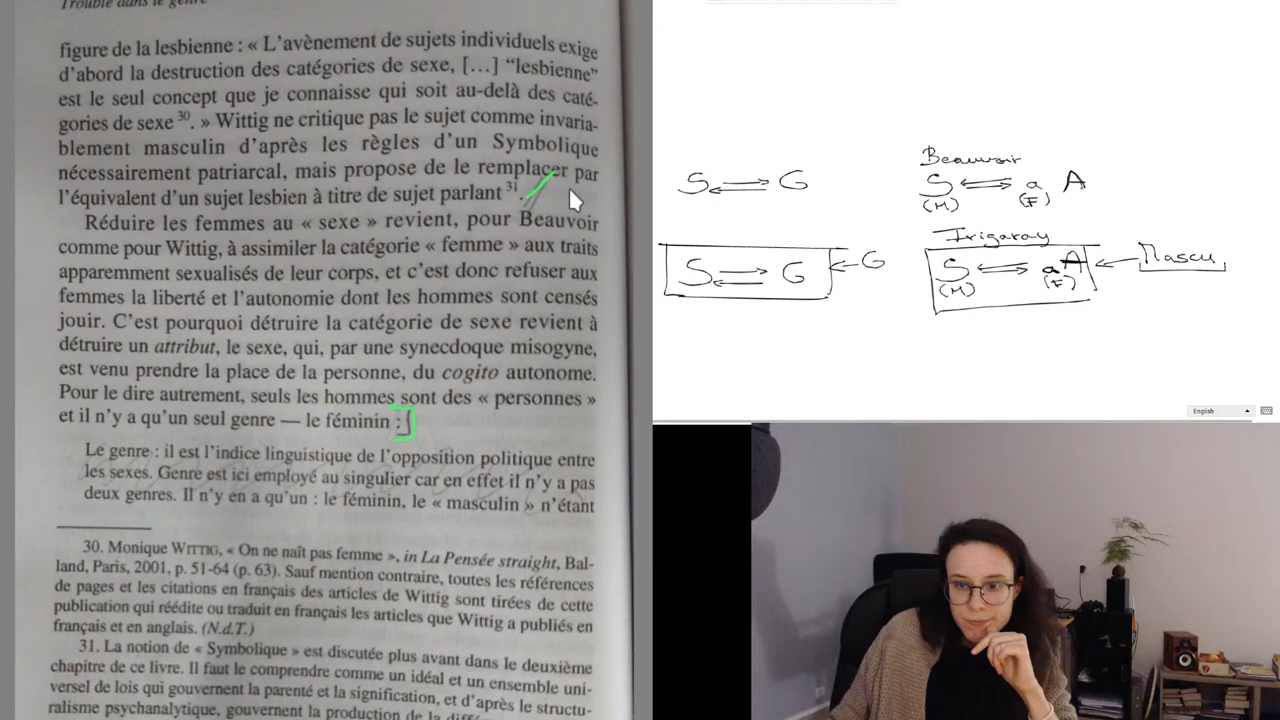 Trouble dans le genre
figure de la lesbienne : « L'avènement de sujets individuels exige
d'abord la destruction des catégories de sexe, […] “lesbienne”
est le seul concept que je connaisse qui soit au-delà des caté-
gories de sexe 30. » Wittig ne critique pas le sujet comme invaria-
blement masculin d'après les règles d'un Symbolique
nécessairement patriarcal, mais propose de le remplacer par
l'équivalent d'un sujet lesbien à titre de sujet parlant 31.
Réduire les femmes au « sexe » revient, pour Beauvoir
comme pour Wittig, à assimiler la catégorie « femme » aux traits
apparemment sexualisés de leur corps, et c'est donc refuser aux
femmes la liberté et l'autonomie dont les hommes sont censés
jouir. C'est pourquoi détruire la catégorie de sexe revient à
détruire un attribut, le sexe, qui, par une synecdoque misogyne,
est venu prendre la place de la personne, du cogito autonome.
Pour le dire autrement, seuls les hommes sont des « personnes »
et il n'y a qu'un seul genre — le féminin :
Le genre : il est l'indice linguistique de l'opposition politique entre
les sexes. Genre est ici employé au singulier car en effet il n'y a pas
deux genres. Il n'y en a qu'un : le féminin, le « masculin » n'étant
30. Monique WITTIG, « On ne naît pas femme », in La Pensée straight, Bal-
land, Paris, 2001, p. 51-64 (p. 63). Sauf mention contraire, toutes les références
de pages et les citations en français des articles de Wittig sont tirées de cette
publication qui réédite ou traduit en français les articles que Wittig a publiés en
français et en anglais. (N.d.T.)
31. La notion de « Symbolique » est discutée plus avant dans le deuxième
chapitre de ce livre. Il faut le comprendre comme un idéal et un ensemble uni-
versel de lois qui gouvernent la parenté et la signification, et d'après le structu-
ralisme psychanalytique, gouvernent la production de la
S G
S G G
Beauvoir
S a, A
(M) (F)
Irigaray
S a A Mascu
(M) (F)
English